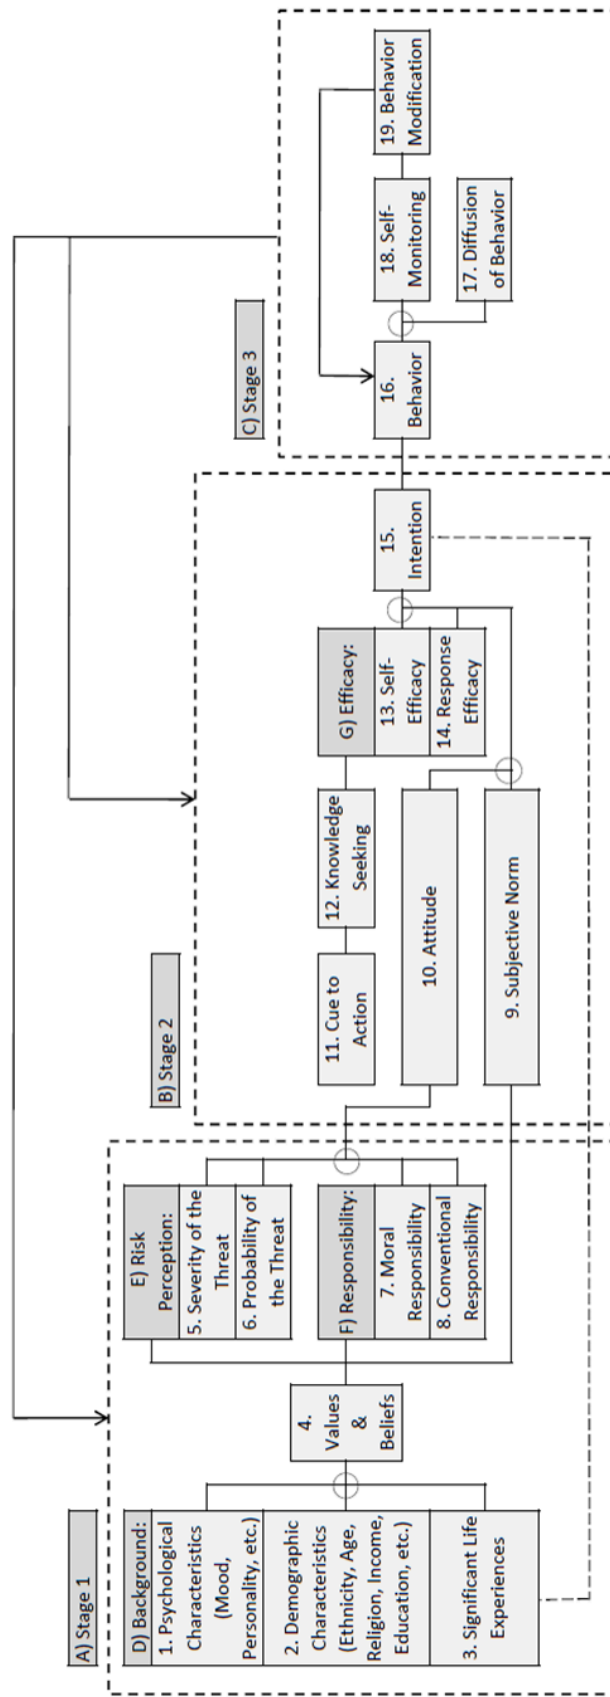 A) Stage 1
D) Background:
1. Psychological
Characteristics
(Mood,
Personality, etc.)
2. Demographic
Characteristics
(Ethnicity, Age,
Religion, Income,
Education, etc.)
3. Significant Life
Experiences
4.
Values
&
Beliefs
E) Risk
Perception:
5. Severity of the
Threat
6. Probability of
the Threat
F) Responsibility:
7. Moral
Responsibility
8. Conventional
Responsibility
B) Stage 2
11. Cue to
Action
12. Knowledge
Seeking
10. Attitude
9. Subjective Norm
G) Efficacy:
13. Self-
Efficacy
14. Response
Efficacy
15.
Intention
C) Stage 3
16.
Behavior
18. Self-
Monitoring
17. Diffusion
of Behavior
19. Behavior
Modification